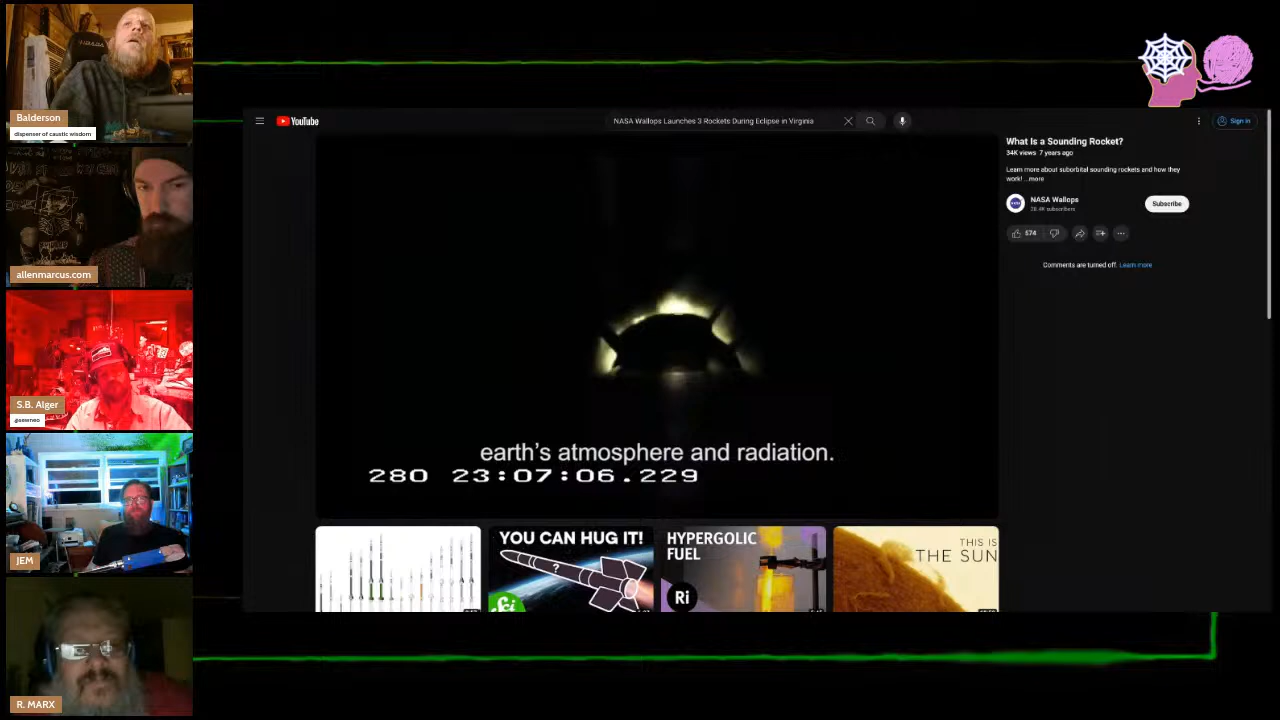 Balderson
dispenser of caustic wisdom
allenmarcus.com
S.B. Alger
@aewneo
JEM
R. MARX
YouTube
NASA Wallops Launches 3 Rockets During Eclipse in Virginia
Sign in
What Is a Sounding Rocket?
34K views 7 years ago
Learn more about suborbital sounding rockets and how they
work! ...more
NASA Wallops
subscribers
Subscribe
574
Comments are turned off. Learn more
earth's atmosphere and radiation.
280 23:07:06.229
YOU CAN HUG IT!
?
HYPERGOLIC
FUEL
Ri
THIS IS
THE SUN